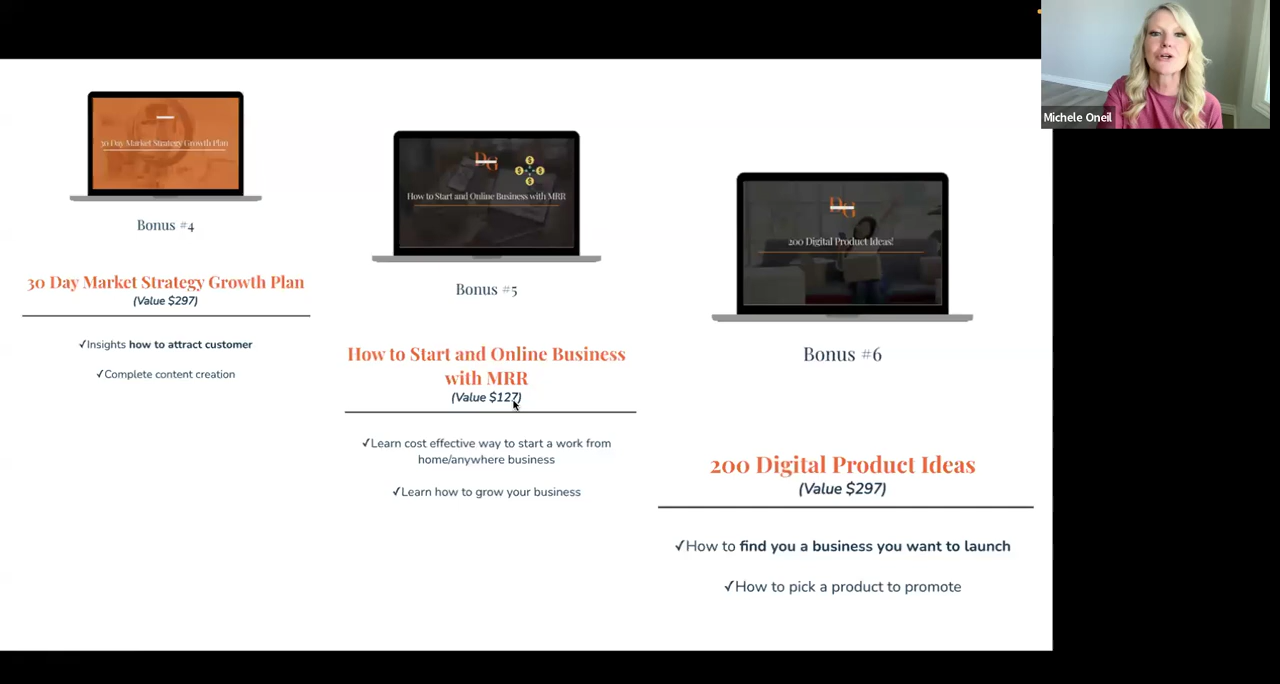 Michele Oneil
30 Day Market Strategy Growth Plan
Bonus #4
30 Day Market Strategy Growth Plan
(Value $297)
✓Insights how to attract customer
✓Complete content creation
DG
How to Start and Online Business with MRR
Bonus #5
How to Start and Online Business
with MRR
(Value $127)
✓Learn cost effective way to start a work from
home/anywhere business
✓Learn how to grow your business
DG
200 Digital Product Ideas!
Bonus #6
200 Digital Product Ideas
(Value $297)
✓How to find you a business you want to launch
✓How to pick a product to promote